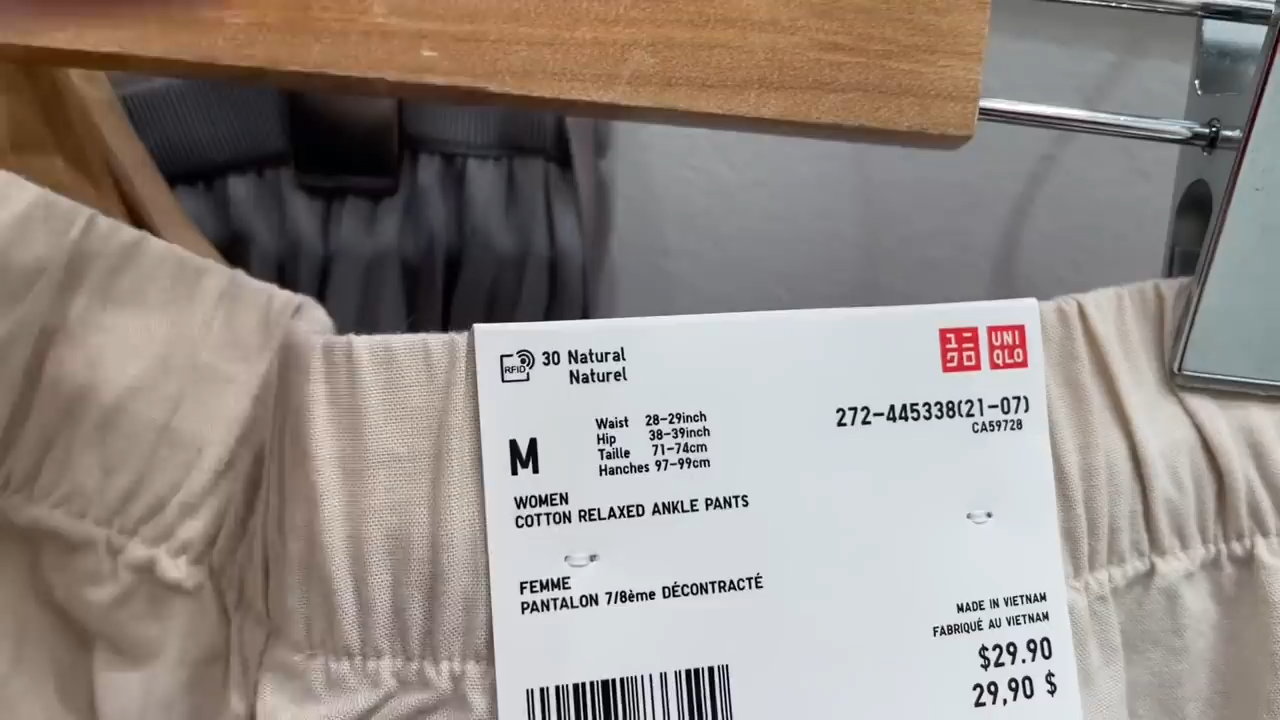 RFID 30 Natural
Naturel
ユニ
クロ
UNI
QLO
272-445338(21-07)
CA59728
M
Waist 28-29inch
Hip 38-39inch
Taille 71-74cm
Hanches 97-99cm
WOMEN
COTTON RELAXED ANKLE PANTS
FEMME
PANTALON 7/8ème DÉCONTRACTÉ
MADE IN VIETNAM
FABRIQUÉ AU VIETNAM
$29.90
29,90 $